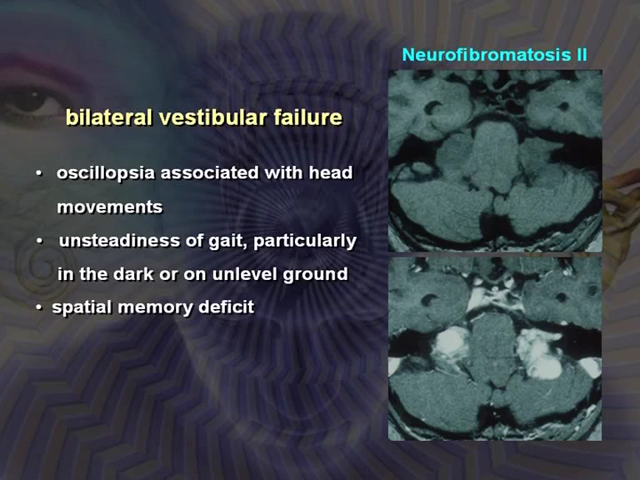 Neurofibromatosis II
bilateral vestibular failure
• oscillopsia associated with head
movements
• unsteadiness of gait, particularly
in the dark or on unlevel ground
• spatial memory deficit